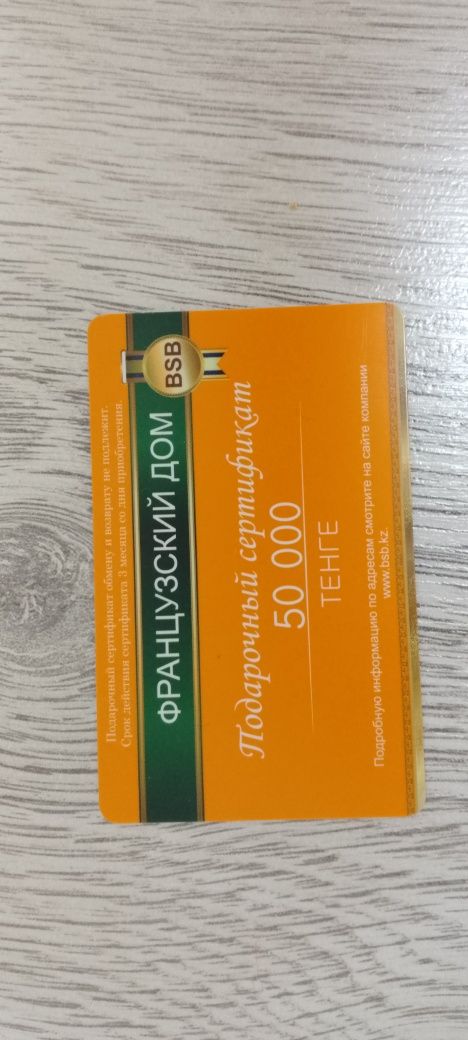 Подарочный сертификат обмену и возврату не подлежит.
Срок действия сертификата 3 месяца со дня приобретения.
ФРАНЦУЗСКИЙ ДОМ
BSB
Подарочный сертификат
50 000
ТЕНГЕ
Подробную информацию по адресам смотрите на сайте компании
www.bsb.kz.